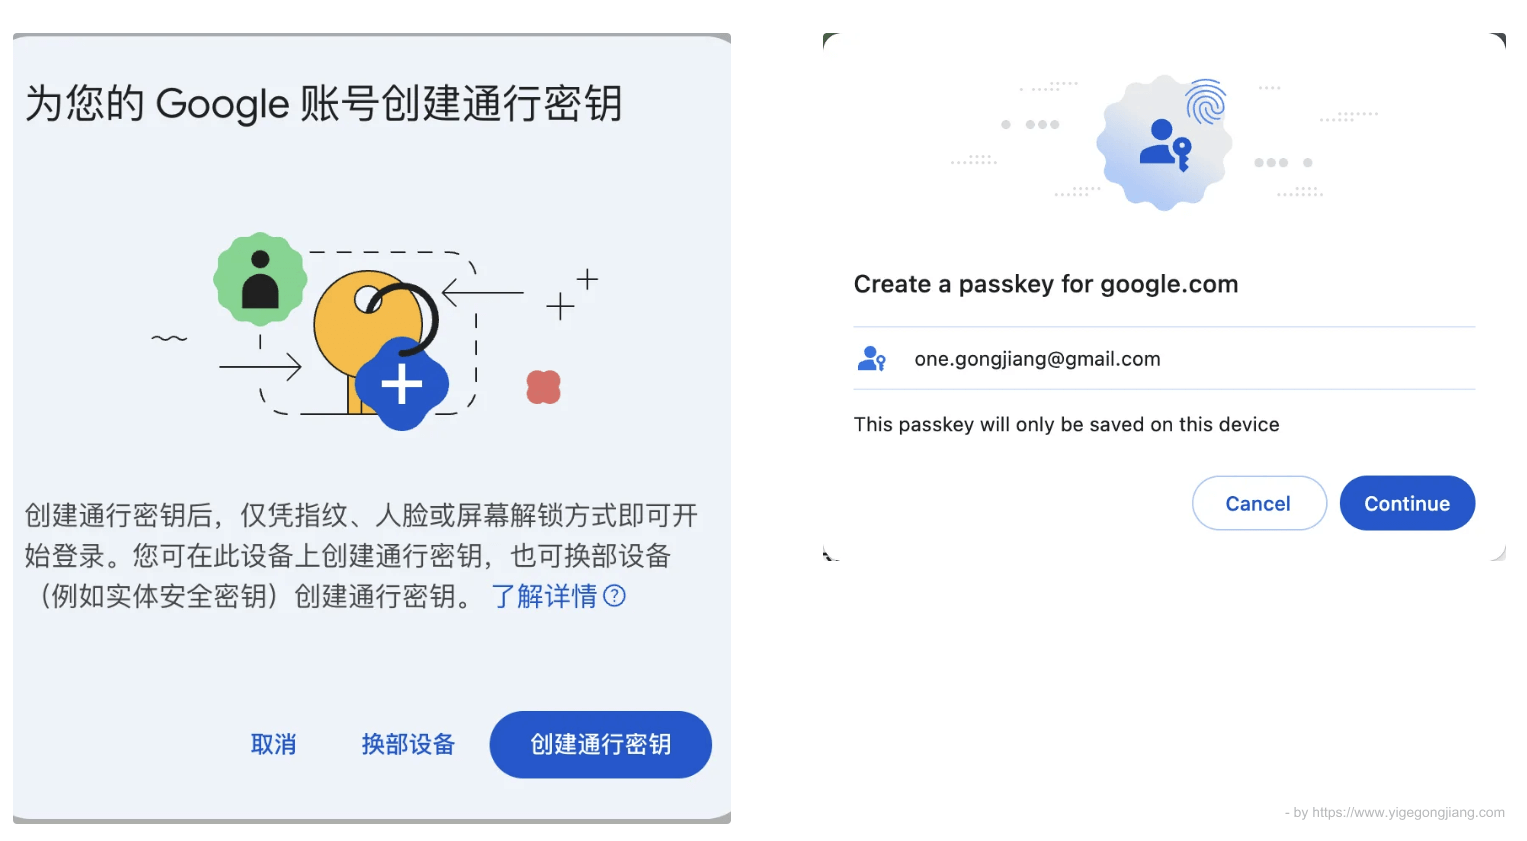 为您的 Google 账号创建通行密钥
创建通行密钥后，仅凭指纹、人脸或屏幕解锁方式即可开
始登录。您可在此设备上创建通行密钥，也可换部设备
（例如实体安全密钥）创建通行密钥。 了解详情
取消 换部设备 创建通行密钥
Create a passkey for google.com
one.gongjiang@gmail.com
This passkey will only be saved on this device
Cancel Continue
- by https://www.yigegongjiang.com